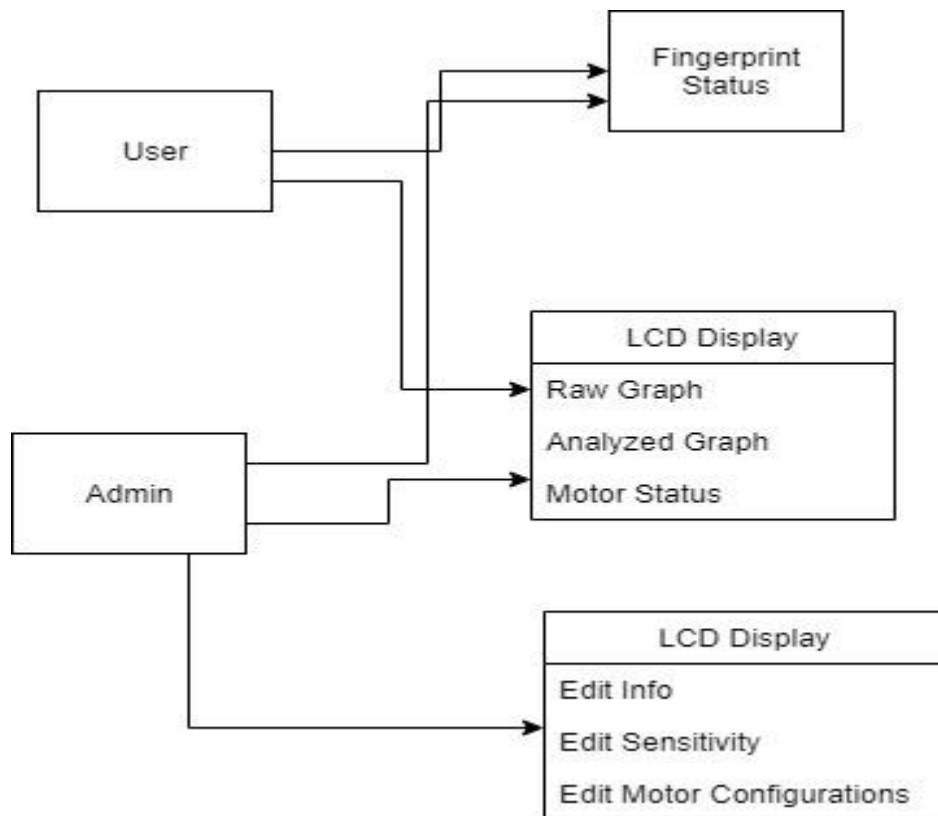 Fingerprint
Status
User
LCD Display
Raw Graph
Analyzed Graph
Motor Status
Admin
LCD Display
Edit Info
Edit Sensitivity
Edit Motor Configurations